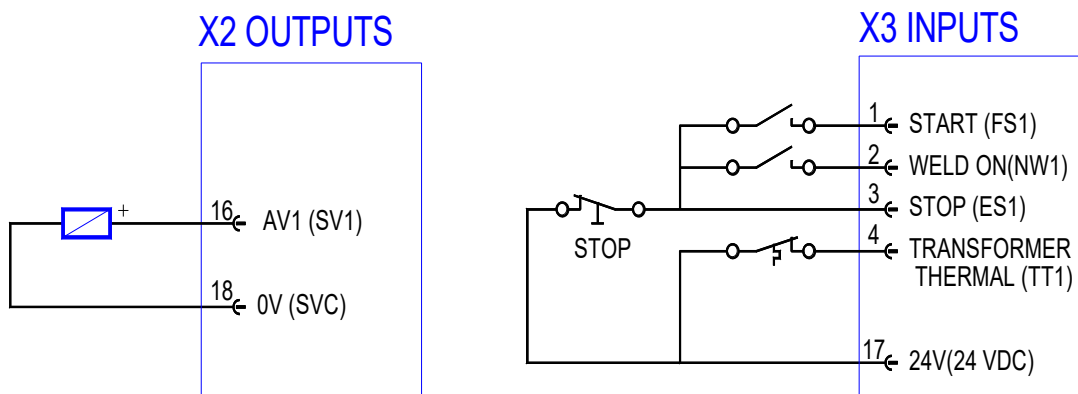 X2 OUTPUTS
+
16 AV1 (SV1)
18 0V (SVC)
X3 INPUTS
1 START (FS1)
2 WELD ON(NW1)
3 STOP (ES1)
STOP
4 TRANSFORMER
THERMAL (TT1)
17 24V(24 VDC)